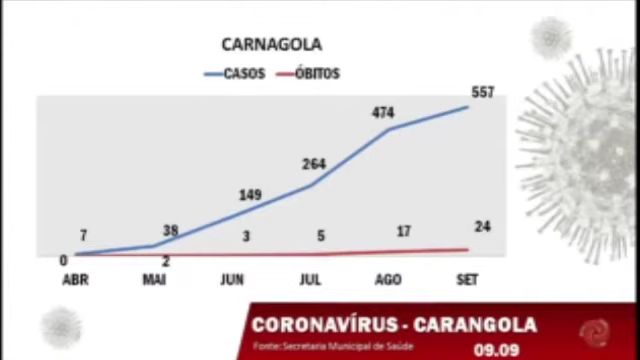 CARNAGOLA
CASOS ÓBITOS
557
474
264
149
7 38 3 5 17 24
0 2
ABR MAI JUN JUL AGO SET
CORONAVÍRUS - CARANGOLA
Fonte: Secretaria Municipal de Saúde 09.09